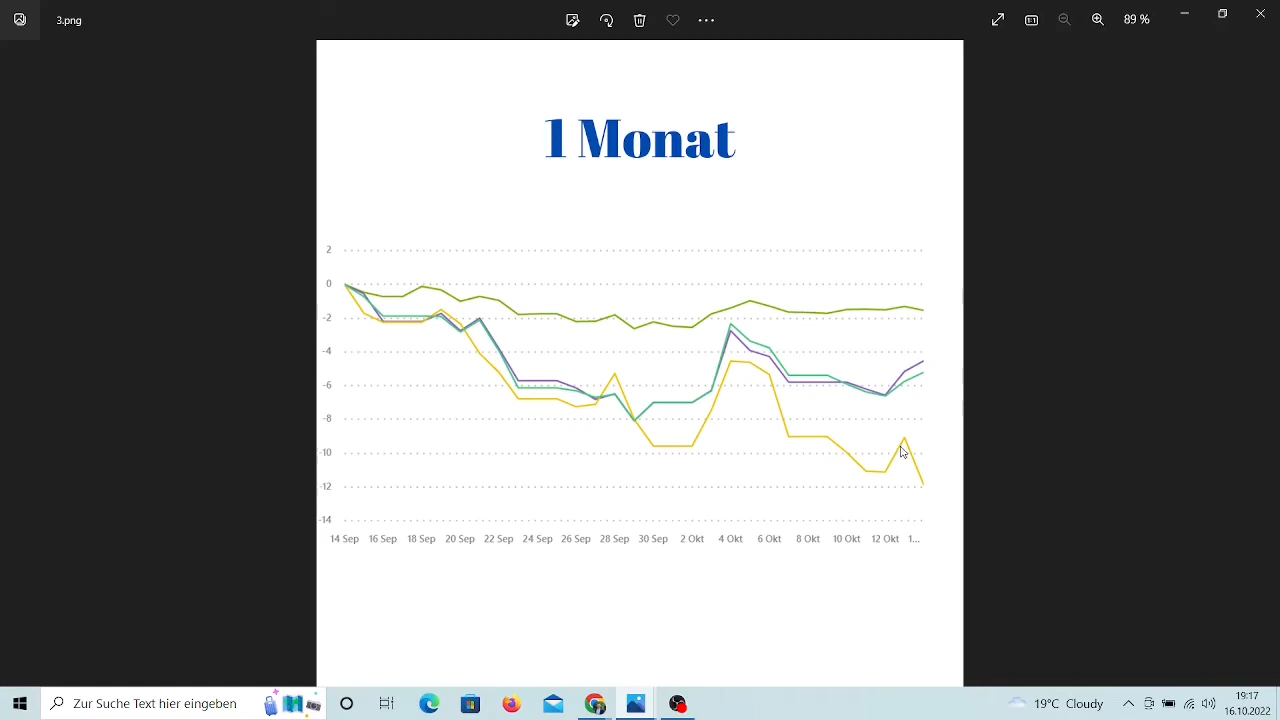 3.png
89 %
1 Monat
2
0
-2
-4
-6
-8
-10
-12
-14
14 Sep 16 Sep 18 Sep 20 Sep 22 Sep 24 Sep 26 Sep 28 Sep 30 Sep 2 Okt 4 Okt 6 Okt 8 Okt 10 Okt 12 Okt 1...
Zur Suche Text hier eingeben
19°C Cloudy
19:17
16.10.2022